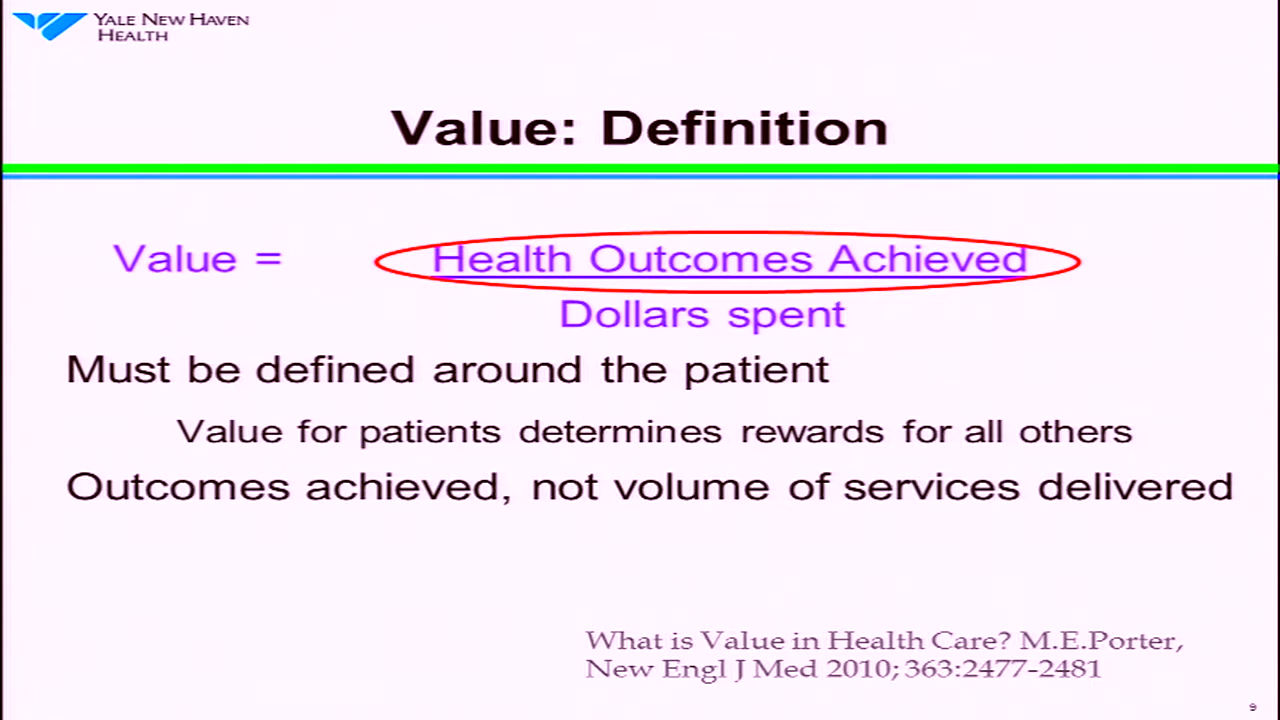 YALE NEW HAVEN
HEALTH
Value: Definition
Value = Health Outcomes Achieved
Dollars spent
Must be defined around the patient
Value for patients determines rewards for all others
Outcomes achieved, not volume of services delivered
What is Value in Health Care? M.E.Porter,
New Engl J Med 2010; 363:2477-2481
9